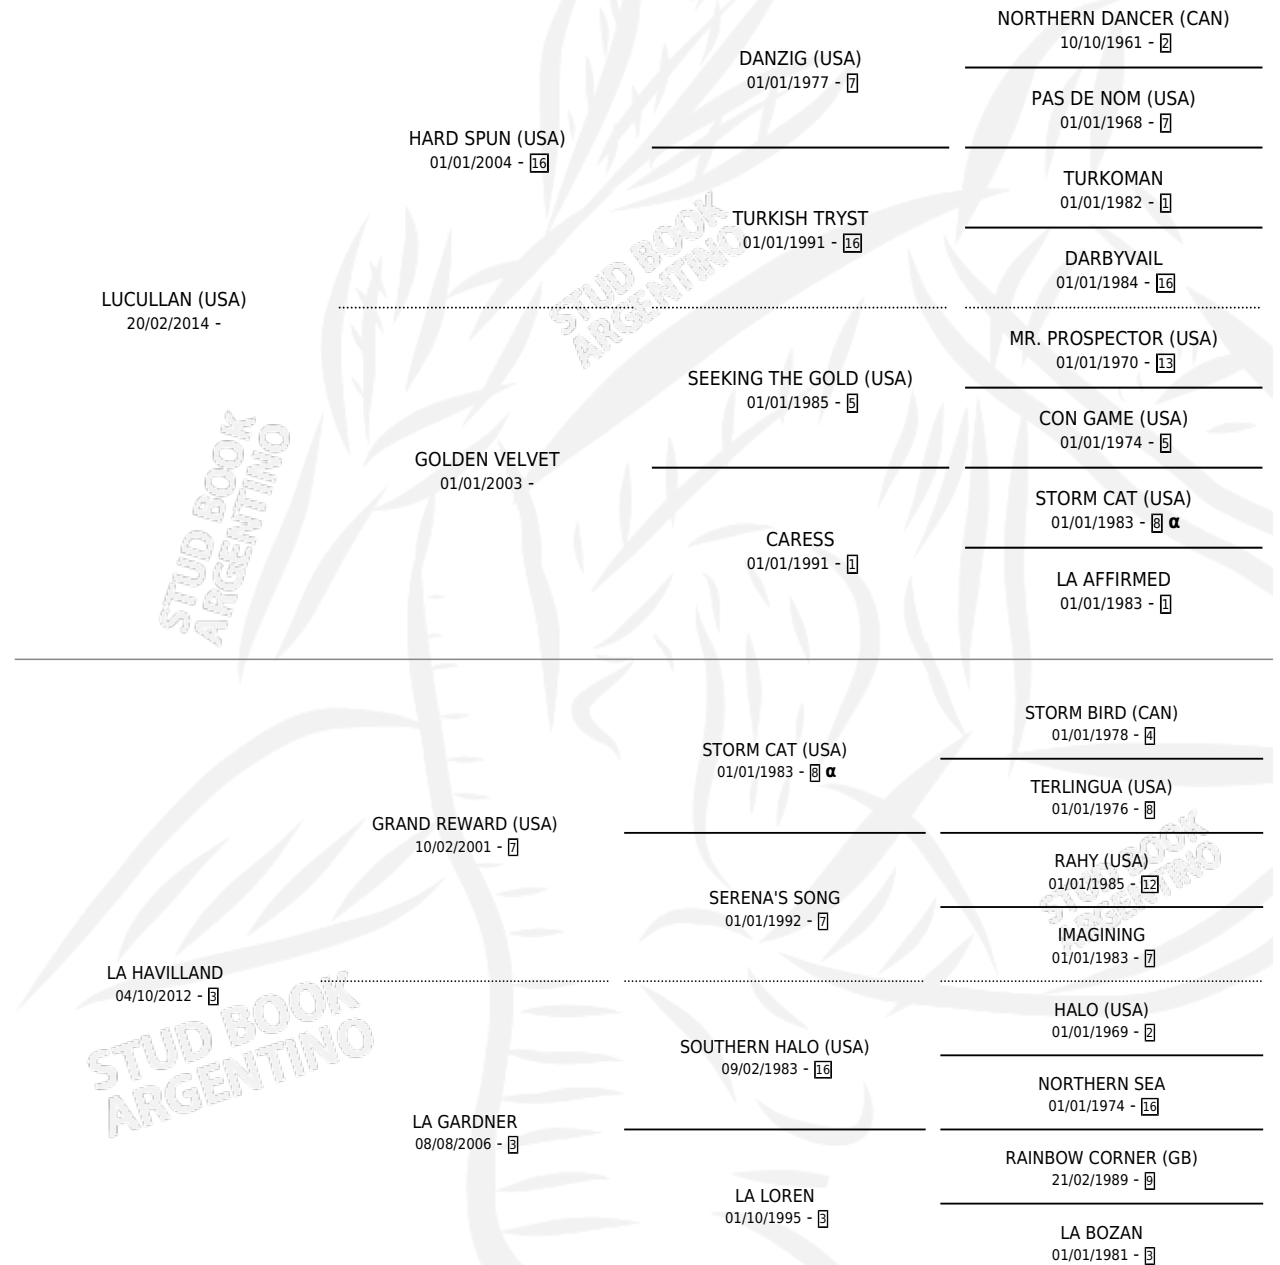 NORTHERN DANCER (CAN)
10/10/1961 - 2
DANZIG (USA)
01/01/1977 - 7
PAS DE NOM (USA)
01/01/1968 - 7
HARD SPUN (USA)
01/01/2004 - 16
TURKOMAN
01/01/1982 - 1
TURKISH TRYST
01/01/1991 - 16
DARBYVAIL
01/01/1984 - 16
LUCULLAN (USA)
20/02/2014 -
MR. PROSPECTOR (USA)
01/01/1970 - 13
SEEKING THE GOLD (USA)
01/01/1985 - 5
CON GAME (USA)
01/01/1974 - 5
GOLDEN VELVET
01/01/2003 -
STORM CAT (USA)
01/01/1983 - 8 α
CARESS
01/01/1991 - 1
LA AFFIRMED
01/01/1983 - 1
STORM BIRD (CAN)
01/01/1978 - 4
STORM CAT (USA)
01/01/1983 - 8 α
TERLINGUA (USA)
01/01/1976 - 8
GRAND REWARD (USA)
10/02/2001 - 7
RAHY (USA)
01/01/1985 - 12
SERENA'S SONG
01/01/1992 - 7
IMAGINING
01/01/1983 - 7
LA HAVILLAND
04/10/2012 - 3
HALO (USA)
01/01/1969 - 2
SOUTHERN HALO (USA)
09/02/1983 - 16
NORTHERN SEA
01/01/1974 - 16
LA GARDNER
08/08/2006 - 3
RAINBOW CORNER (GB)
21/02/1989 - 9
LA LOREN
01/10/1995 - 3
LA BOZAN
01/01/1981 - 3
STUD BOOK
ARGENTINO
STUD BOOK
ARGENTINO
STUD BOOK
ARGENTINO
STUD BOOK
ARGENTINO